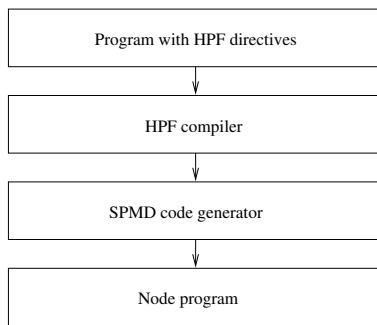 Program with HPF directives
HPF compiler
SPMD code generator
Node program